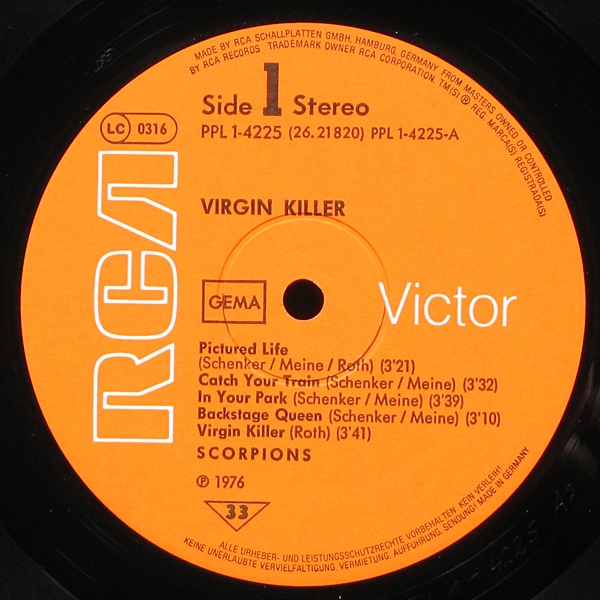 MADE BY RCA SCHALLPLATTEN GMBH, HAMBURG, GERMANY FROM MASTERS OWNED OR CONTROLLED
BY RCA RECORDS TRADEMARK OWNER RCA CORPORATION. TM(S) ® REG. MARCA(S) REGISTRADA(S)
Side 1 Stereo
LC 0316
PPL 1-4225 (26.21820) PPL 1-4225-A
RCA
VIRGIN KILLER
GEMA
Victor
Pictured Life
(Schenker / Meine / Roth) (3'21)
Catch Your Train (Schenker / Meine) (3'32)
In Your Park (Schenker / Meine) (3'39)
Backstage Queen (Schenker / Meine) (3'10)
Virgin Killer (Roth) (3'41)
SCORPIONS
℗ 1976
33
ALLE URHEBER- UND LEISTUNGSSCHUTZRECHTE VORBEHALTEN. KEIN VERLEIH!
KEINE UNERLAUBTE VERVIELFÄLTIGUNG, VERMIETUNG, AUFFÜHRUNG, SENDUNG! MADE IN GERMANY